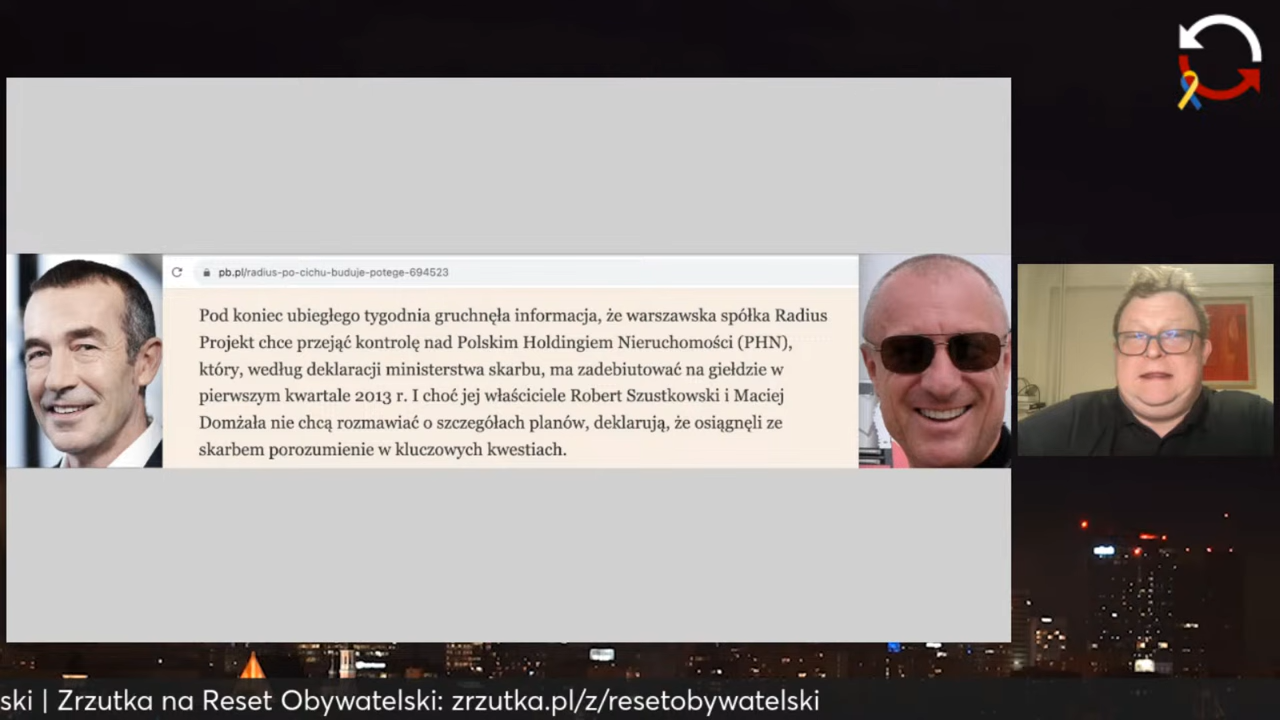 pb.pl/radius-po-cichu-buduje-potege-694523
Pod koniec ubiegłego tygodnia gruchnęła informacja, że warszawska spółka Radius
Projekt chce przejąć kontrolę nad Polskim Holdingiem Nieruchomości (PHN),
który, według deklaracji ministerstwa skarbu, ma zadebiutować na giełdzie w
pierwszym kwartale 2013 r. I choć jej właściciele Robert Szustkowski i Maciej
Domżała nie chcą rozmawiać o szczegółach planów, deklarują, że osiągnęli ze
skarbem porozumienie w kluczowych kwestiach.
ski | Zrzutka na Reset Obywatelski: zrzutka.pl/z/resetobywatelski